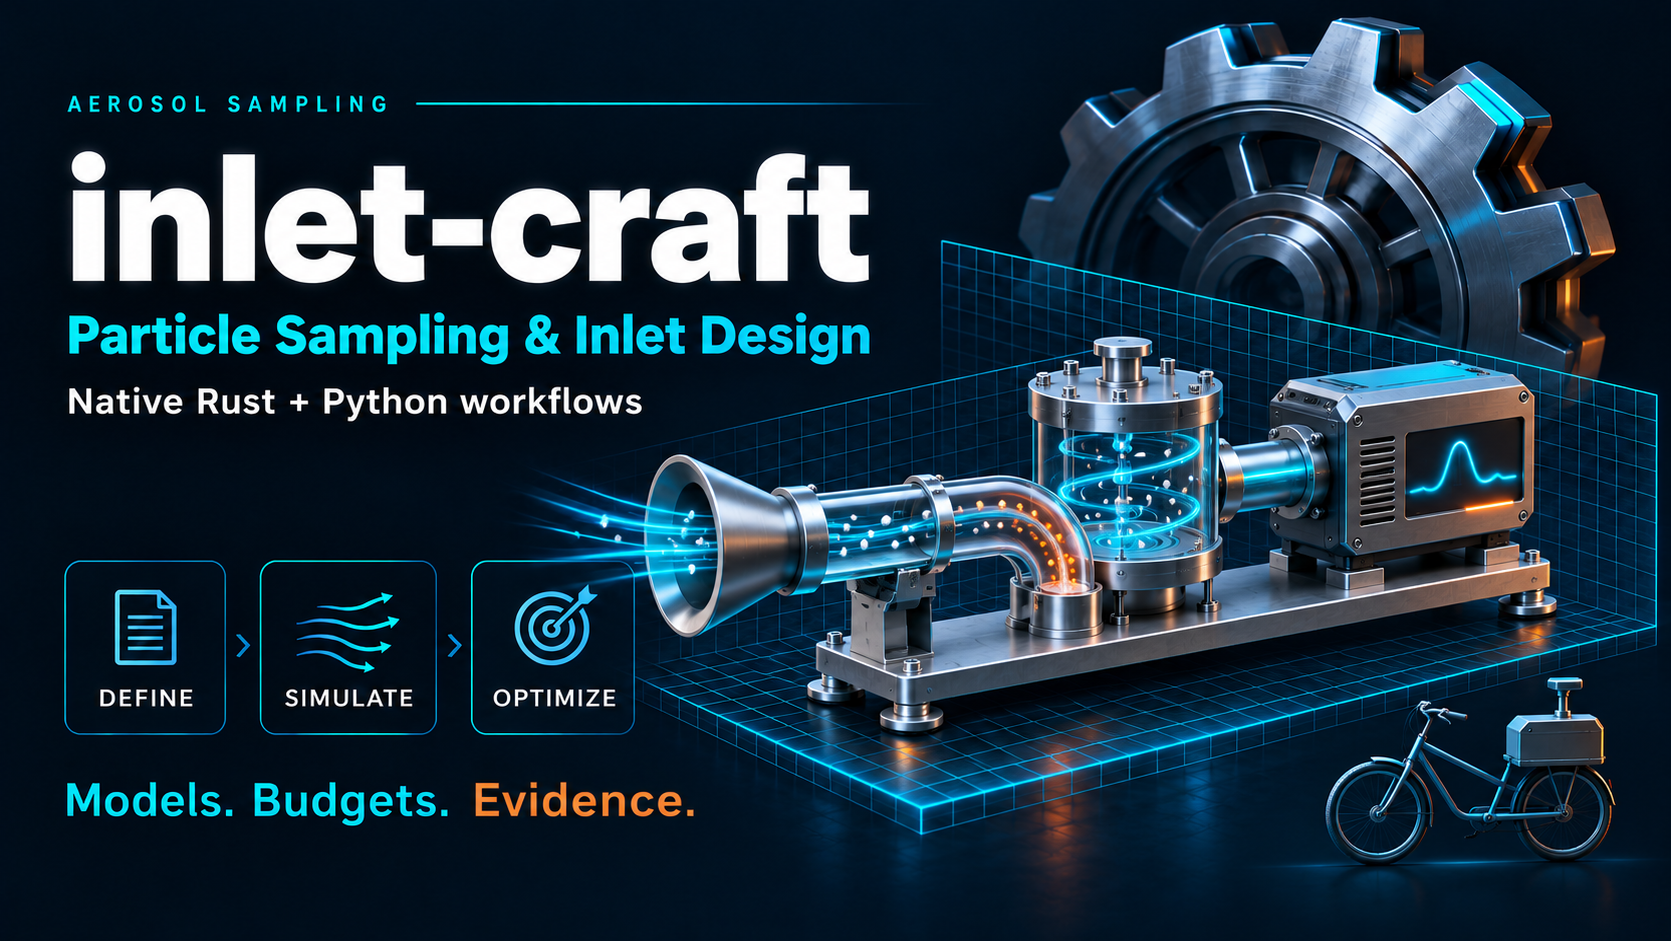 AEROSOL SAMPLING
inlet-craft
Particle Sampling & Inlet Design
Native Rust + Python workflows
DEFINE
SIMULATE
OPTIMIZE
Models. Budgets. Evidence.